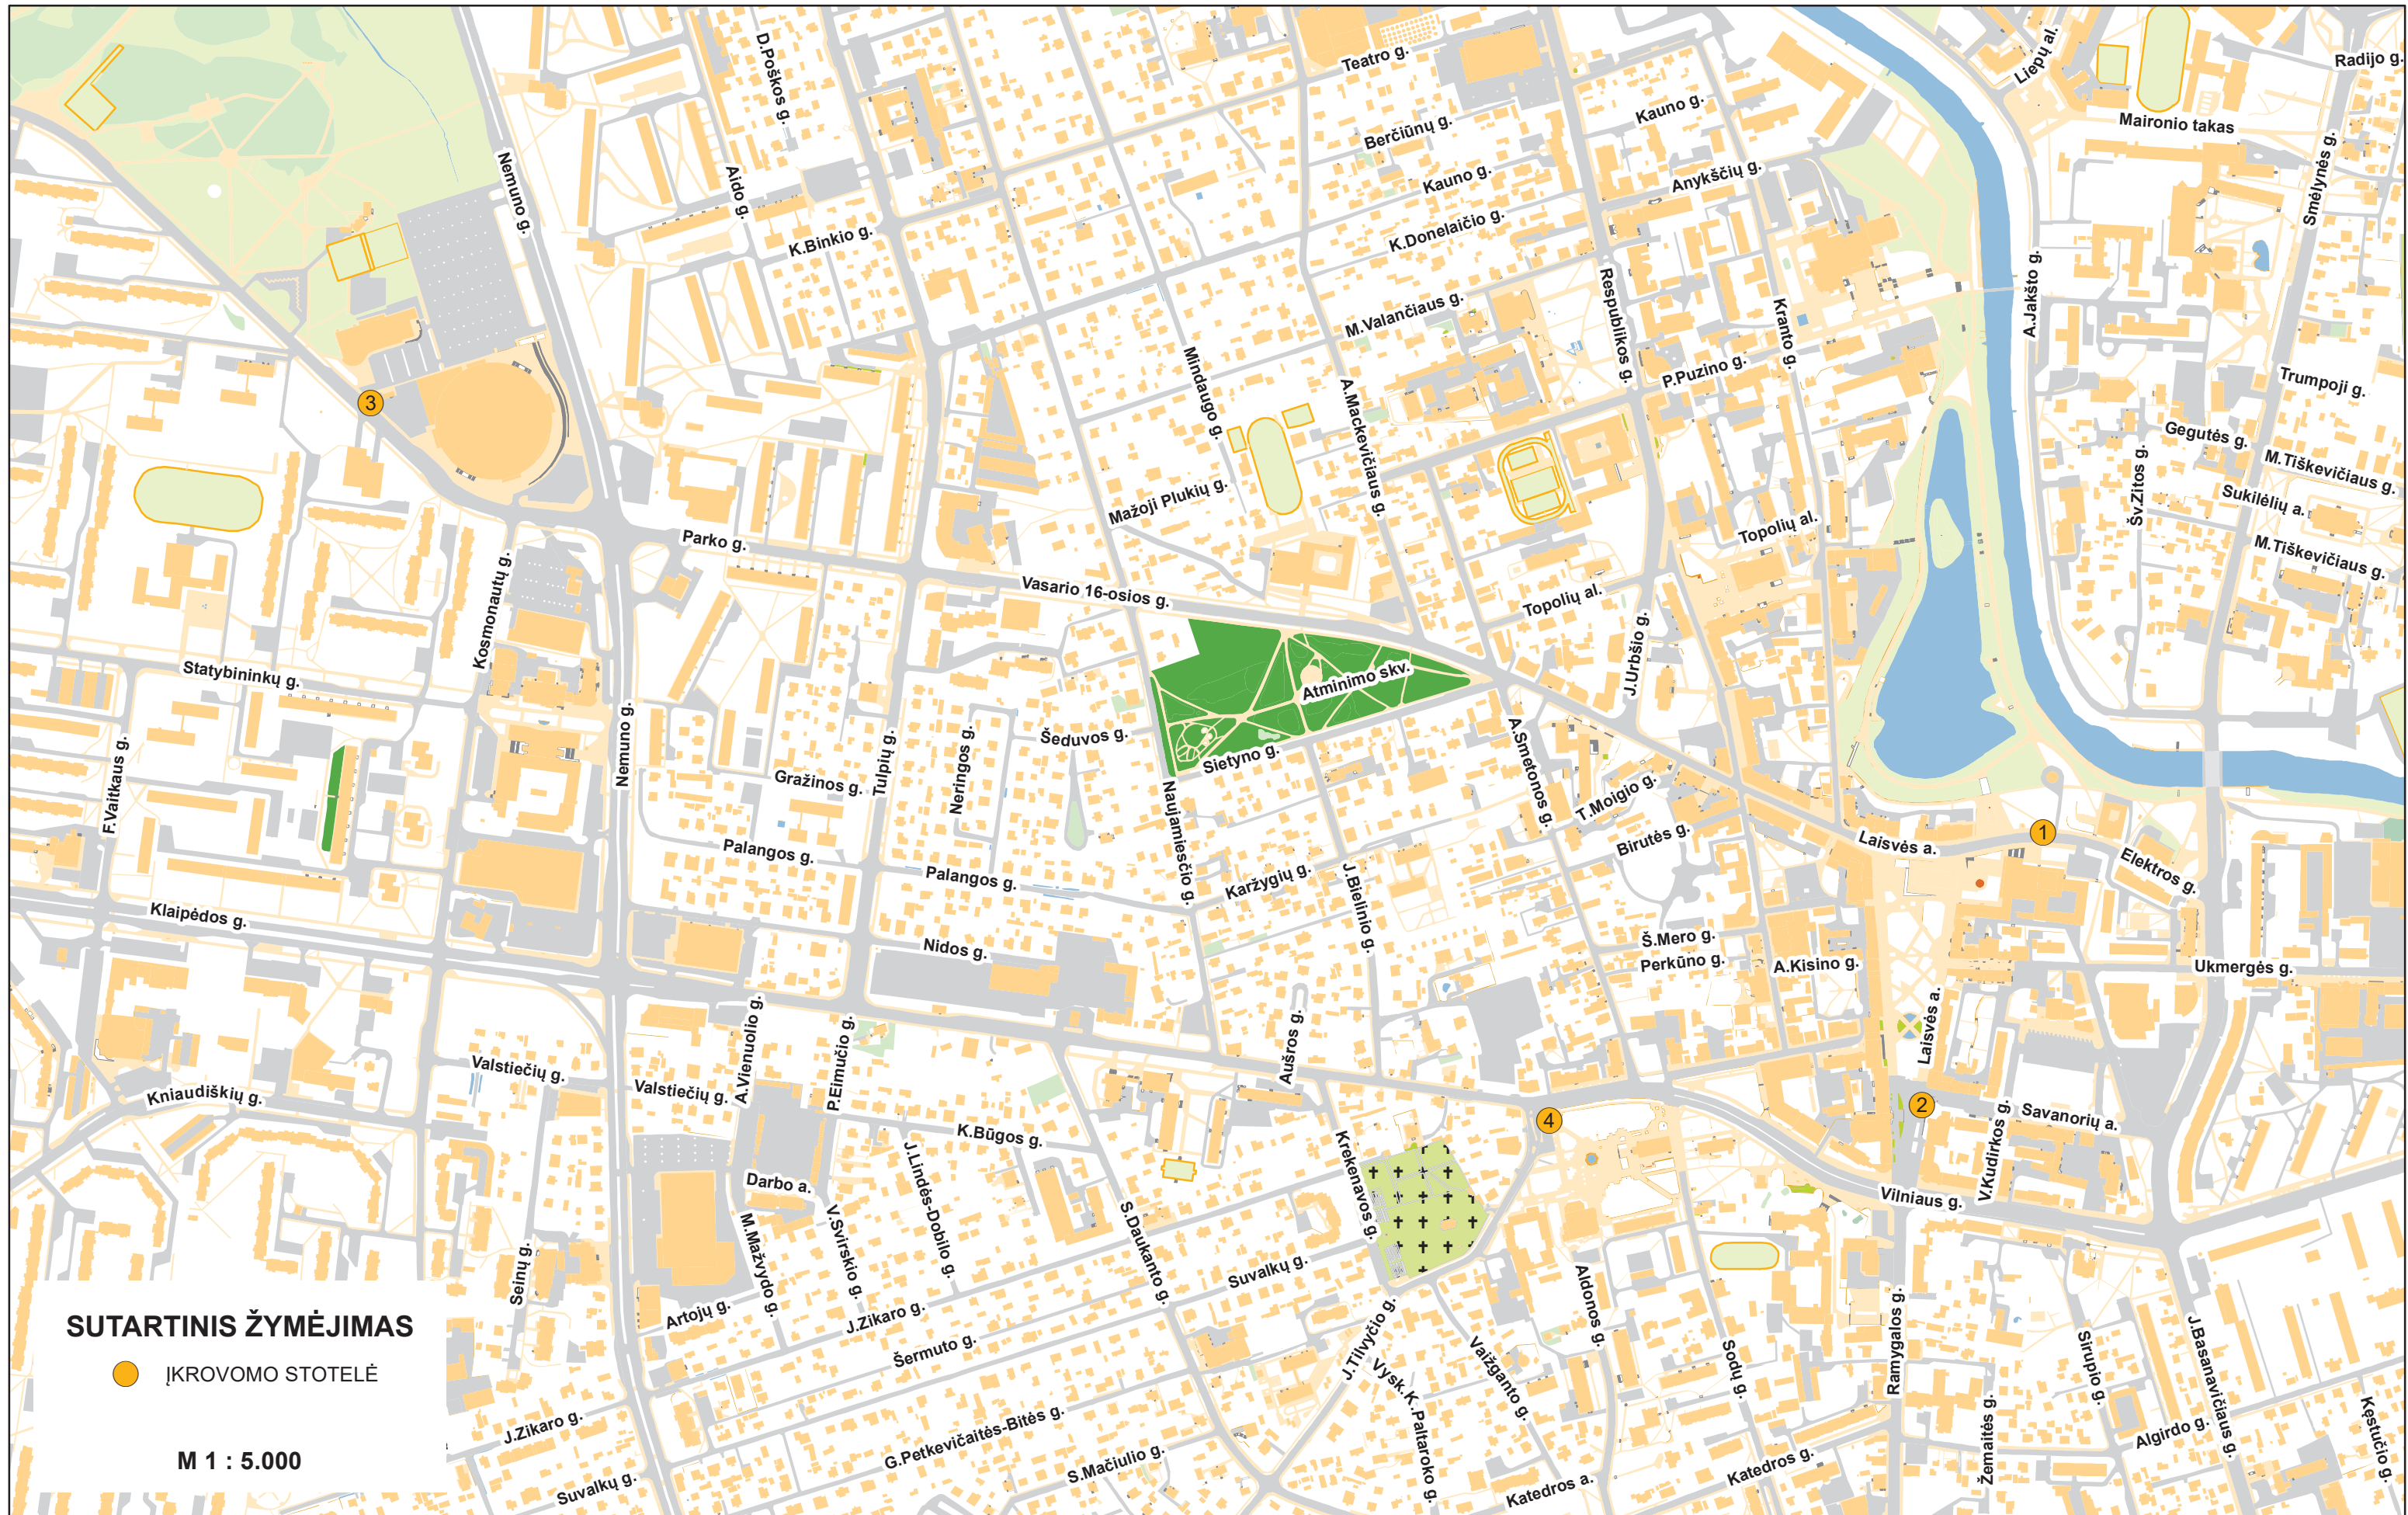 Teatro g.
Liepų al.
Radijo g.
D.Poškos g.
Kauno g.
Maironio takas
Berčiūnų g.
Smėlynės g.
Nemuno g.
Aido g.
Kauno g.
Anykščių g.
K.Binkio g.
K.Donelaičio g.
A.Jakšto g.
M.Valančiaus g.
Respublikos g.
Kranto g.
Mindaugo g.
P.Puzino g.
Trumpoji g.
3
A.Mackevičiaus g.
Gegutės g.
M.Tiškevičiaus g.
Mažoji Plukių g.
Šv.Zitos g.
Sukilėlių a.
Topolių al.
Parko g.
M.Tiškevičiaus g.
Kosmonautų g.
Vasario 16-osios g.
Topolių al.
J.Urbšio g.
Statybininkų g.
Atminimo skv.
Šeduvos g.
Sietyno g.
A.Smetonos g.
F.Vaitkaus g.
Nemuno g.
Gražinos g.
Tulpių g.
Neringos g.
T.Moigio g.
Naujamiesčio g.
Birutės g.
Laisvės a.
1
Palangos g.
Palangos g.
Karžygių g.
J.Bielinio g.
Elektros g.
Klaipėdos g.
Nidos g.
Š.Mero g.
Perkūno g.
A.Kisino g.
Ukmergės g.
Laisvės a.
Aušros g.
A.Vienuolio g.
P.Eimučio g.
Valstiečių g.
Valstiečių g.
Kniaudiškių g.
2
4
Savanorių a.
V.Kudirkos g.
K.Būgos g.
J.Lindės-Dobilo g.
Krekenavos g.
Darbo a.
Vilniaus g.
M.Mažvydo g.
V.Svirskio g.
S.Daukanto g.
Seinų g.
Suvalkų g.
Aldonos g.
Artojų g.
J.Zikaro g.
Šermuto g.
J.Tilvyčio g.
Vaižganto g.
Vysk.K.Paltaroko g.
Sodų g.
Ramygalos g.
Sirupio g.
J.Basanavičiaus g.
Žemaitės g.
Algirdo g.
Kęstučio g.
J.Zikaro g.
G.Petkevičaitės-Bitės g.
S.Mačiulio g.
Katedros g.
Katedros a.
Suvalkų g.
SUTARTINIS ŽYMĖJIMAS
ĮKROVOMO STOTELĖ
M 1 : 5.000